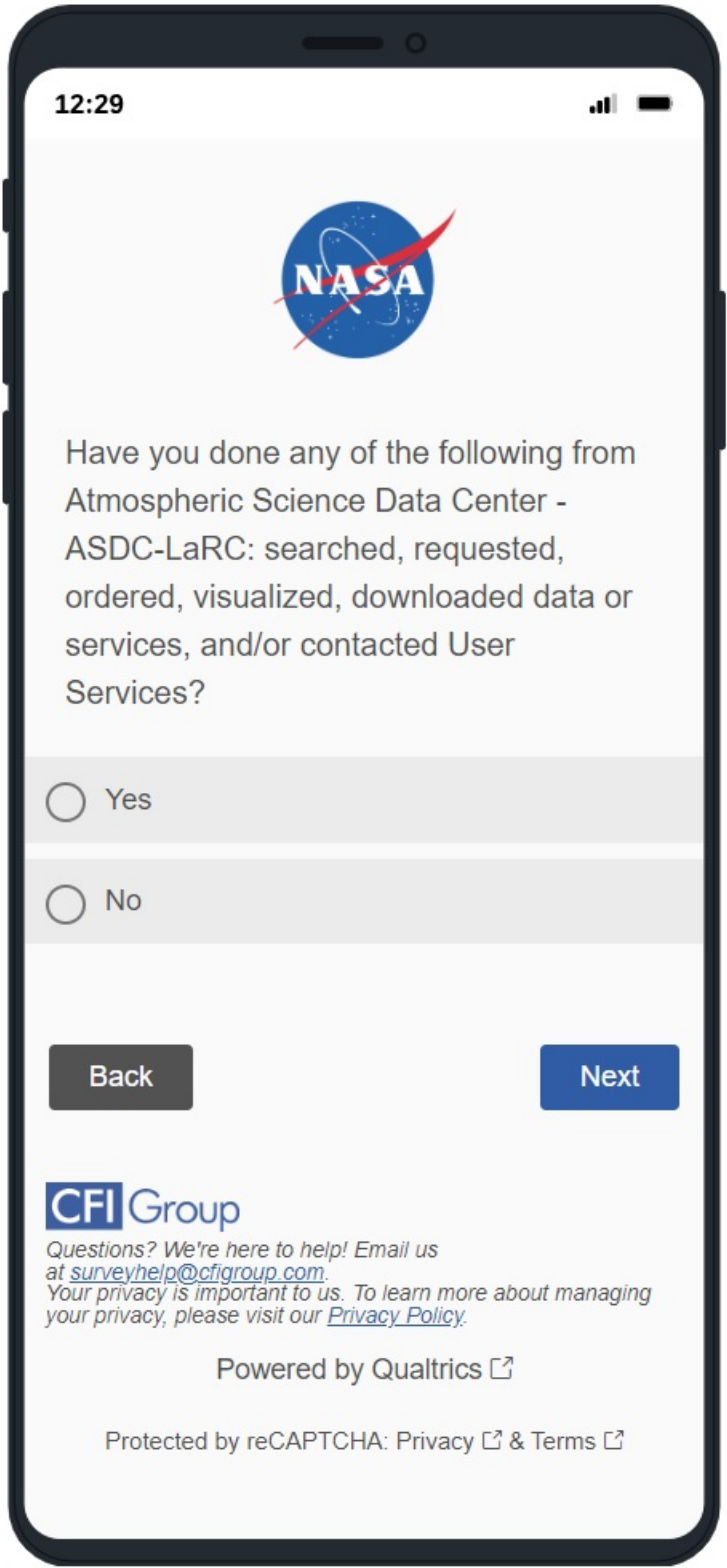 12:29
NASA
Have you done any of the following from
Atmospheric Science Data Center -
ASDC-LaRC: searched, requested,
ordered, visualized, downloaded data or
services, and/or contacted User
Services?
Yes
No
Back
Next
CFI Group
Questions? We're here to help! Email us
at surveyhelp@cfigroup.com.
Your privacy is important to us. To learn more about managing
your privacy, please visit our Privacy Policy.
Powered by Qualtrics
Protected by reCAPTCHA: Privacy & Terms